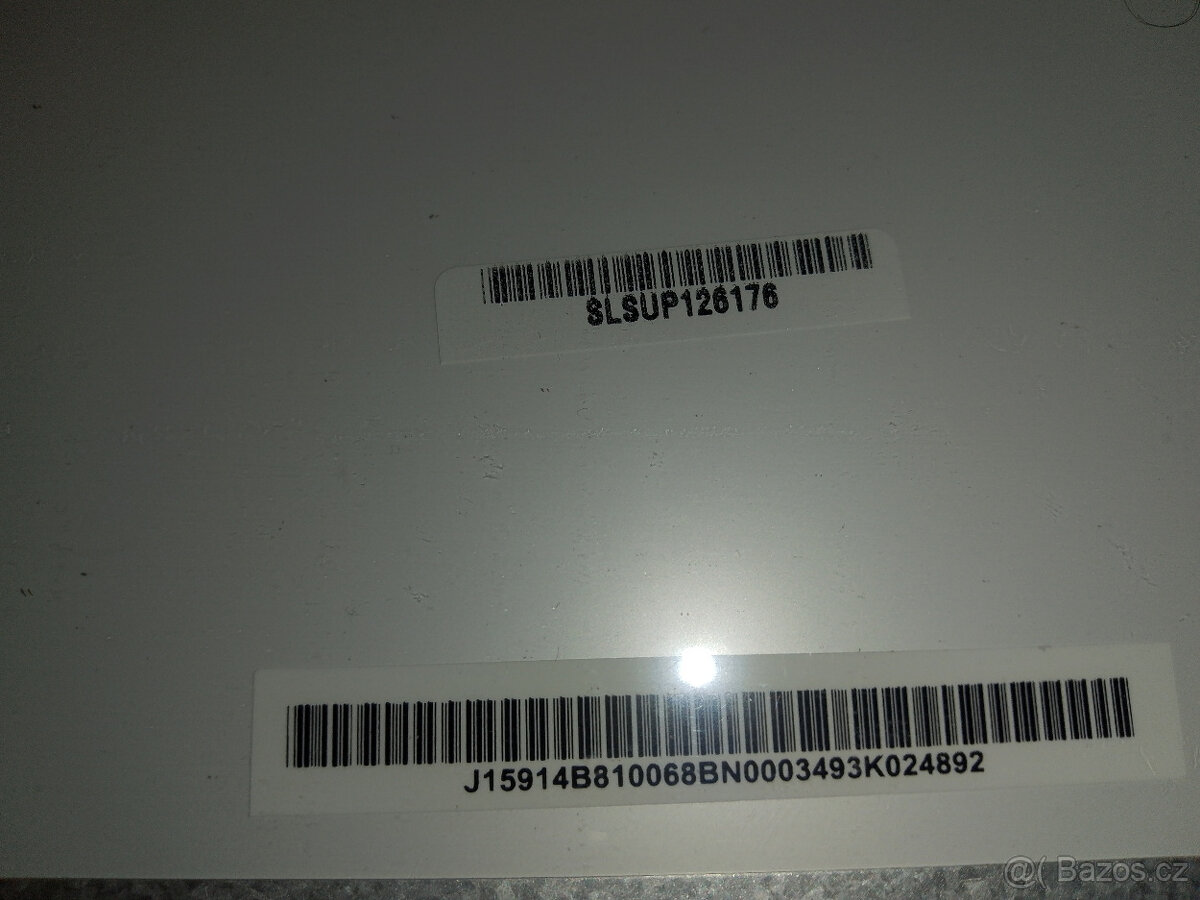 SLSUP126176
J15914B810068BN0003493K024892
@( Bazos.cz